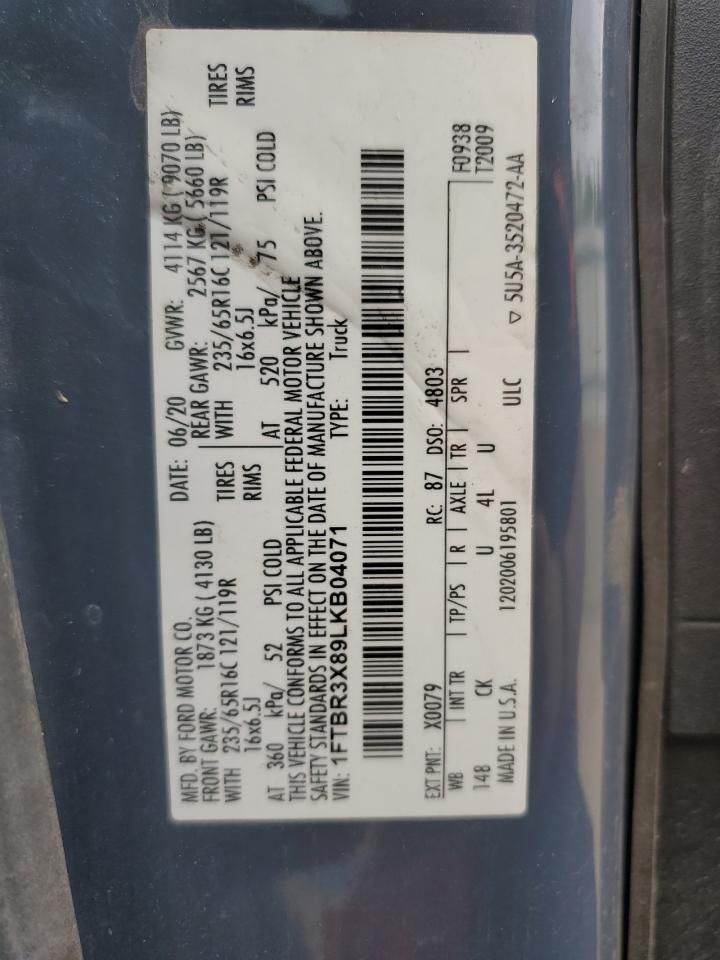 MFD. BY FORD MOTOR CO. DATE: 06/20 GVWR: 4114 KG ( 9070 LB)
FRONT GAWR: 1873 KG ( 4130 LB) REAR GAWR: 2567 KG ( 5660 LB)
WITH 235/65R16C 121/119R TIRES WITH 235/65R16C 121/119R TIRES
16x6.5J RIMS 16x6.5J RIMS
AT 360 kPa/ 52 PSI COLD AT 520 kPa/ 75 PSI COLD
THIS VEHICLE CONFORMS TO ALL APPLICABLE FEDERAL MOTOR VEHICLE
SAFETY STANDARDS IN EFFECT ON THE DATE OF MANUFACTURE SHOWN ABOVE.
VIN: 1FTBR3X89LKB04071 TYPE: Truck
EXT PNT: X0079 RC: 87 DSO: 4803 F0938
WB INT TR TP/PS R AXLE TR SPR T2009
148 CK U 4L U
MADE IN U.S.A. 1202006195801 ULC ▽ 5U5A-3520472-AA